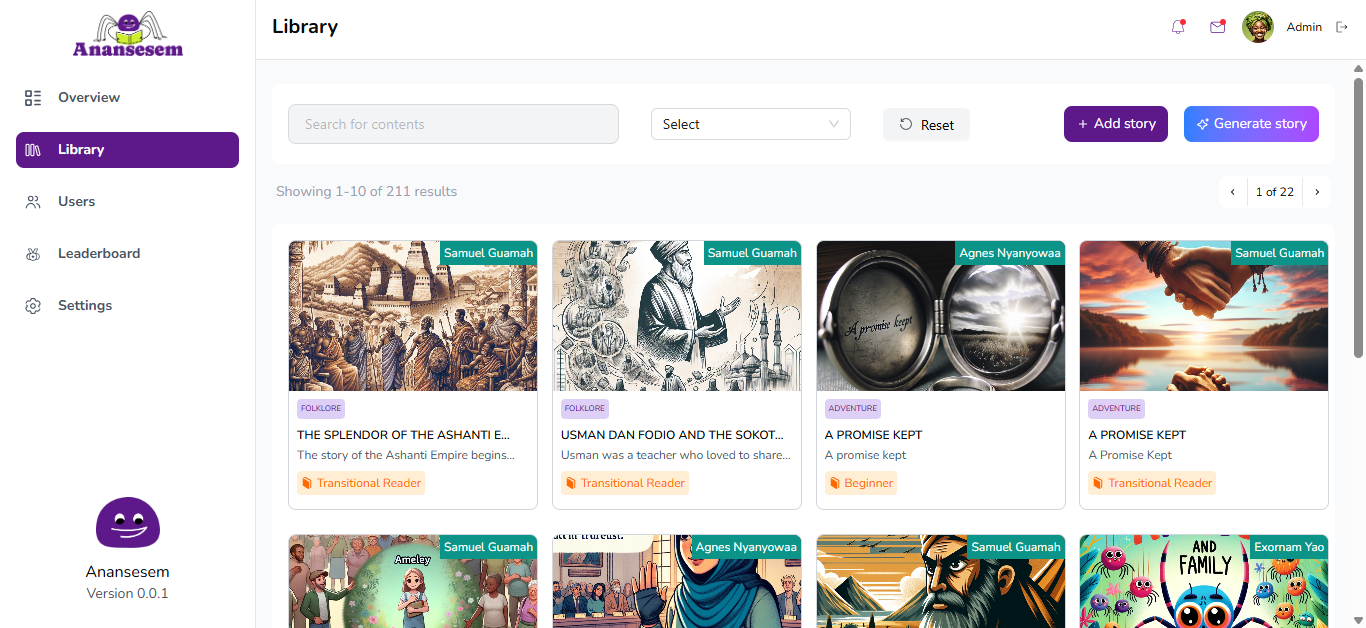 Anansesem
Library
Admin
Overview
Library
Users
Leaderboard
Settings
Anansesem
Version 0.0.1
Search for contents
Select
Reset
+ Add story
Generate story
Showing 1-10 of 211 results
‹ 1 of 22 ›
Samuel Guamah
FOLKLORE
THE SPLENDOR OF THE ASHANTI E...
The story of the Ashanti Empire begins...
Transitional Reader
Samuel Guamah
FOLKLORE
USMAN DAN FODIO AND THE SOKOT...
Usman was a teacher who loved to share...
Transitional Reader
Agnes Nyanyowaa
A promise kept
ADVENTURE
A PROMISE KEPT
A promise kept
Beginner
Samuel Guamah
ADVENTURE
A PROMISE KEPT
A Promise Kept
Transitional Reader
Samuel Guamah
Ameley
Agnes Nyanyowaa
Samuel Guamah
Exornam Yao
AND
FAMILY